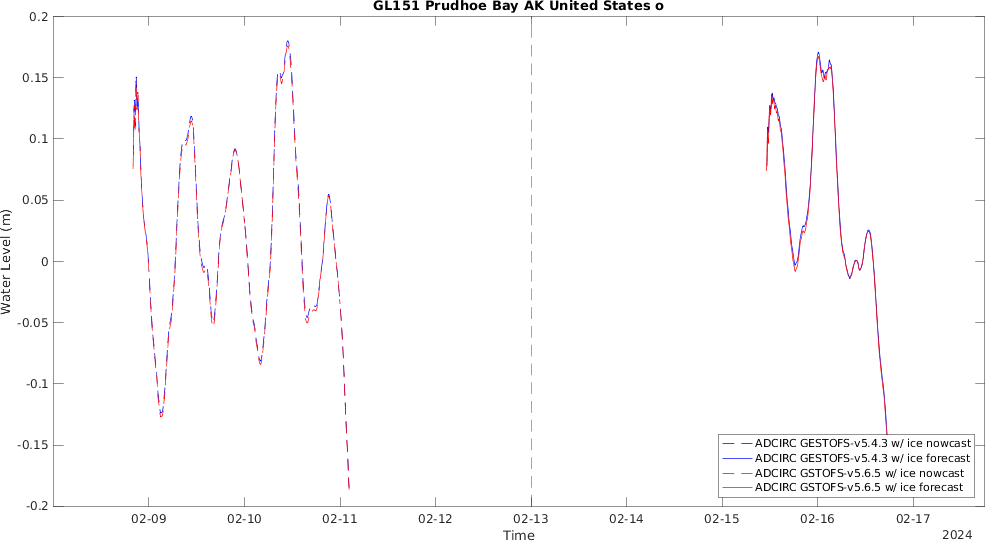 GL151 Prudhoe Bay AK United States o
0.2
0.15
0.1
0.05
0
-0.05
-0.1
-0.15
-0.2
Water Level (m)
ADCIRC GESTOFS-v5.4.3 w/ ice nowcast
ADCIRC GESTOFS-v5.4.3 w/ ice forecast
ADCIRC GSTOFS-v5.6.5 w/ ice nowcast
ADCIRC GSTOFS-v5.6.5 w/ ice forecast
02-09 02-10 02-11 02-12 02-13 02-14 02-15 02-16 02-17
Time
2024